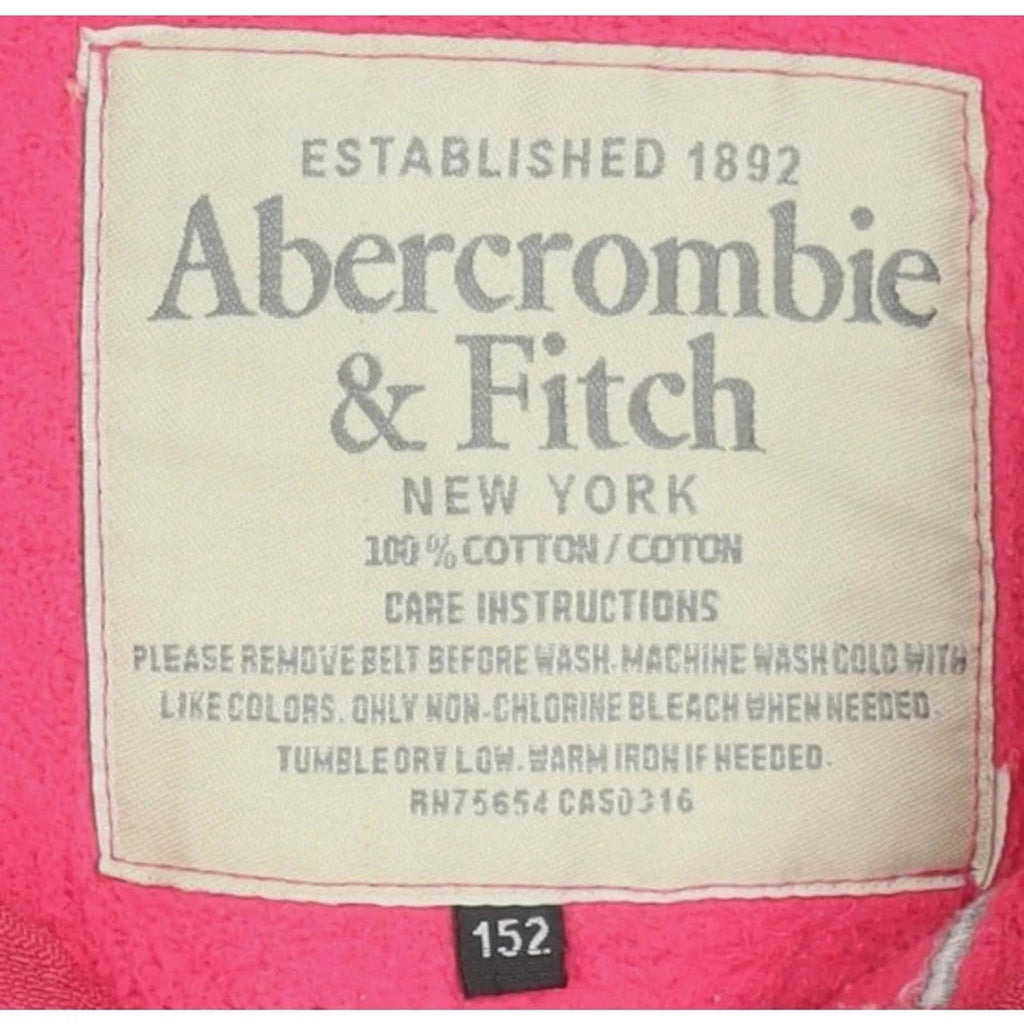 ESTABLISHED 1892
Abercrombie
& Fitch
NEW YORK
100% COTTON / COTON
CARE INSTRUCTIONS
PLEASE REMOVE BELT BEFORE WASH. MACHINE WASH COLD WITH
LIKE COLORS. ONLY NON-CHLORINE BLEACH WHEN NEEDED.
TUMBLE DRY LOW. WARM IRON IF NEEDED.
RN75654 CAS0316
152